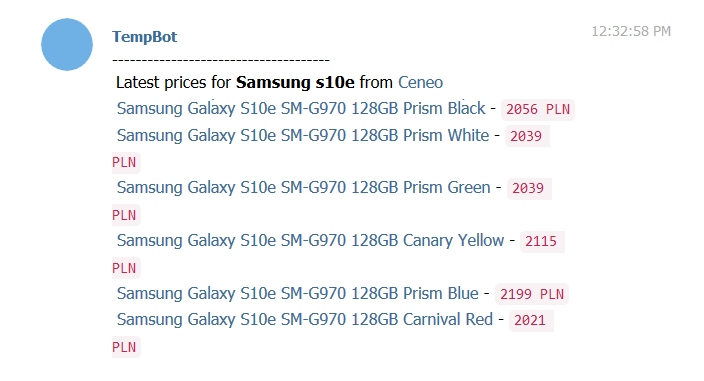 TempBot 12:32:58 PM
-------------------------------------
Latest prices for Samsung s10e from Ceneo
Samsung Galaxy S10e SM-G970 128GB Prism Black - 2056 PLN
Samsung Galaxy S10e SM-G970 128GB Prism White - 2039
PLN
Samsung Galaxy S10e SM-G970 128GB Prism Green - 2039
PLN
Samsung Galaxy S10e SM-G970 128GB Canary Yellow - 2115
PLN
Samsung Galaxy S10e SM-G970 128GB Prism Blue - 2199 PLN
Samsung Galaxy S10e SM-G970 128GB Carnival Red - 2021
PLN